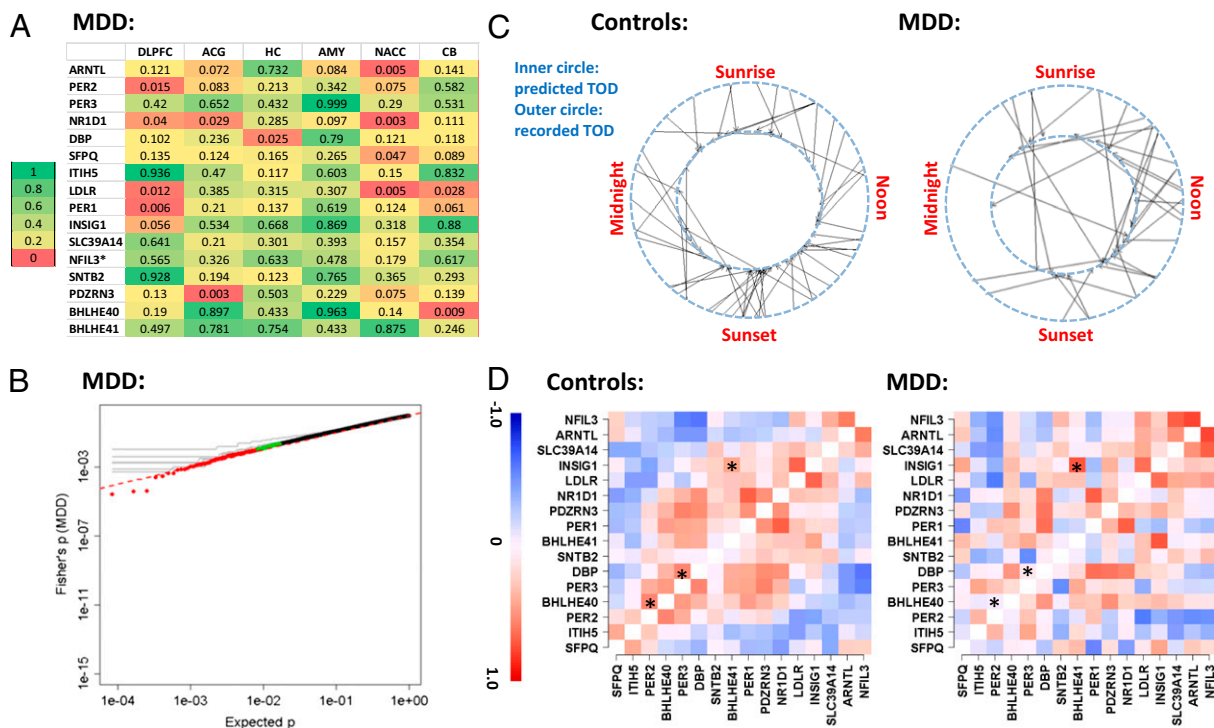 A
MDD:
DLPFC ACG HC AMY NACC CB
ARNTL 0.121 0.072 0.732 0.084 0.005 0.141
PER2 0.015 0.083 0.213 0.342 0.075 0.582
PER3 0.42 0.652 0.432 0.999 0.29 0.531
NR1D1 0.04 0.029 0.285 0.097 0.003 0.111
DBP 0.102 0.236 0.025 0.79 0.121 0.118
SFPQ 0.135 0.124 0.165 0.265 0.047 0.089
ITIH5 0.936 0.47 0.117 0.603 0.15 0.832
LDLR 0.012 0.385 0.315 0.307 0.005 0.028
PER1 0.006 0.21 0.137 0.619 0.124 0.061
INSIG1 0.056 0.534 0.668 0.869 0.318 0.88
SLC39A14 0.641 0.21 0.301 0.393 0.157 0.354
NFIL3* 0.565 0.326 0.633 0.478 0.179 0.617
SNTB2 0.928 0.194 0.123 0.765 0.365 0.293
PDZRN3 0.13 0.003 0.503 0.229 0.075 0.139
BHLHE40 0.19 0.897 0.433 0.963 0.14 0.009
BHLHE41 0.497 0.781 0.754 0.433 0.875 0.246
1
0.8
0.6
0.4
0.2
0
C
Controls:
Inner circle:
predicted TOD
Outer circle:
recorded TOD
Sunrise
Midnight
Noon
Sunset
MDD:
Sunrise
Midnight
Noon
Sunset
B
MDD:
Fisher's p (MDD)
1e-03
1e-07
1e-11
1e-15
1e-04 1e-03 1e-02 1e-01 1e+00
Expected p
D
-1.0
0
1.0
Controls:
NFIL3
ARNTL
SLC39A14
INSIG1 *
LDLR
NR1D1
PDZRN3
PER1
BHLHE41
SNTB2
DBP *
PER3
BHLHE40 *
PER2
ITIH5
SFPQ
SFPQ ITIH5 PER2 BHLHE40 PER3 DBP SNTB2 BHLHE41 PER1 PDZRN3 NR1D1 LDLR INSIG1 SLC39A14 ARNTL NFIL3
MDD:
NFIL3
ARNTL
SLC39A14
INSIG1 *
LDLR
NR1D1
PDZRN3
PER1
BHLHE41
SNTB2
DBP *
PER3
BHLHE40 *
PER2
ITIH5
SFPQ
SFPQ ITIH5 PER2 BHLHE40 PER3 DBP SNTB2 BHLHE41 PER1 PDZRN3 NR1D1 LDLR INSIG1 SLC39A14 ARNTL NFIL3